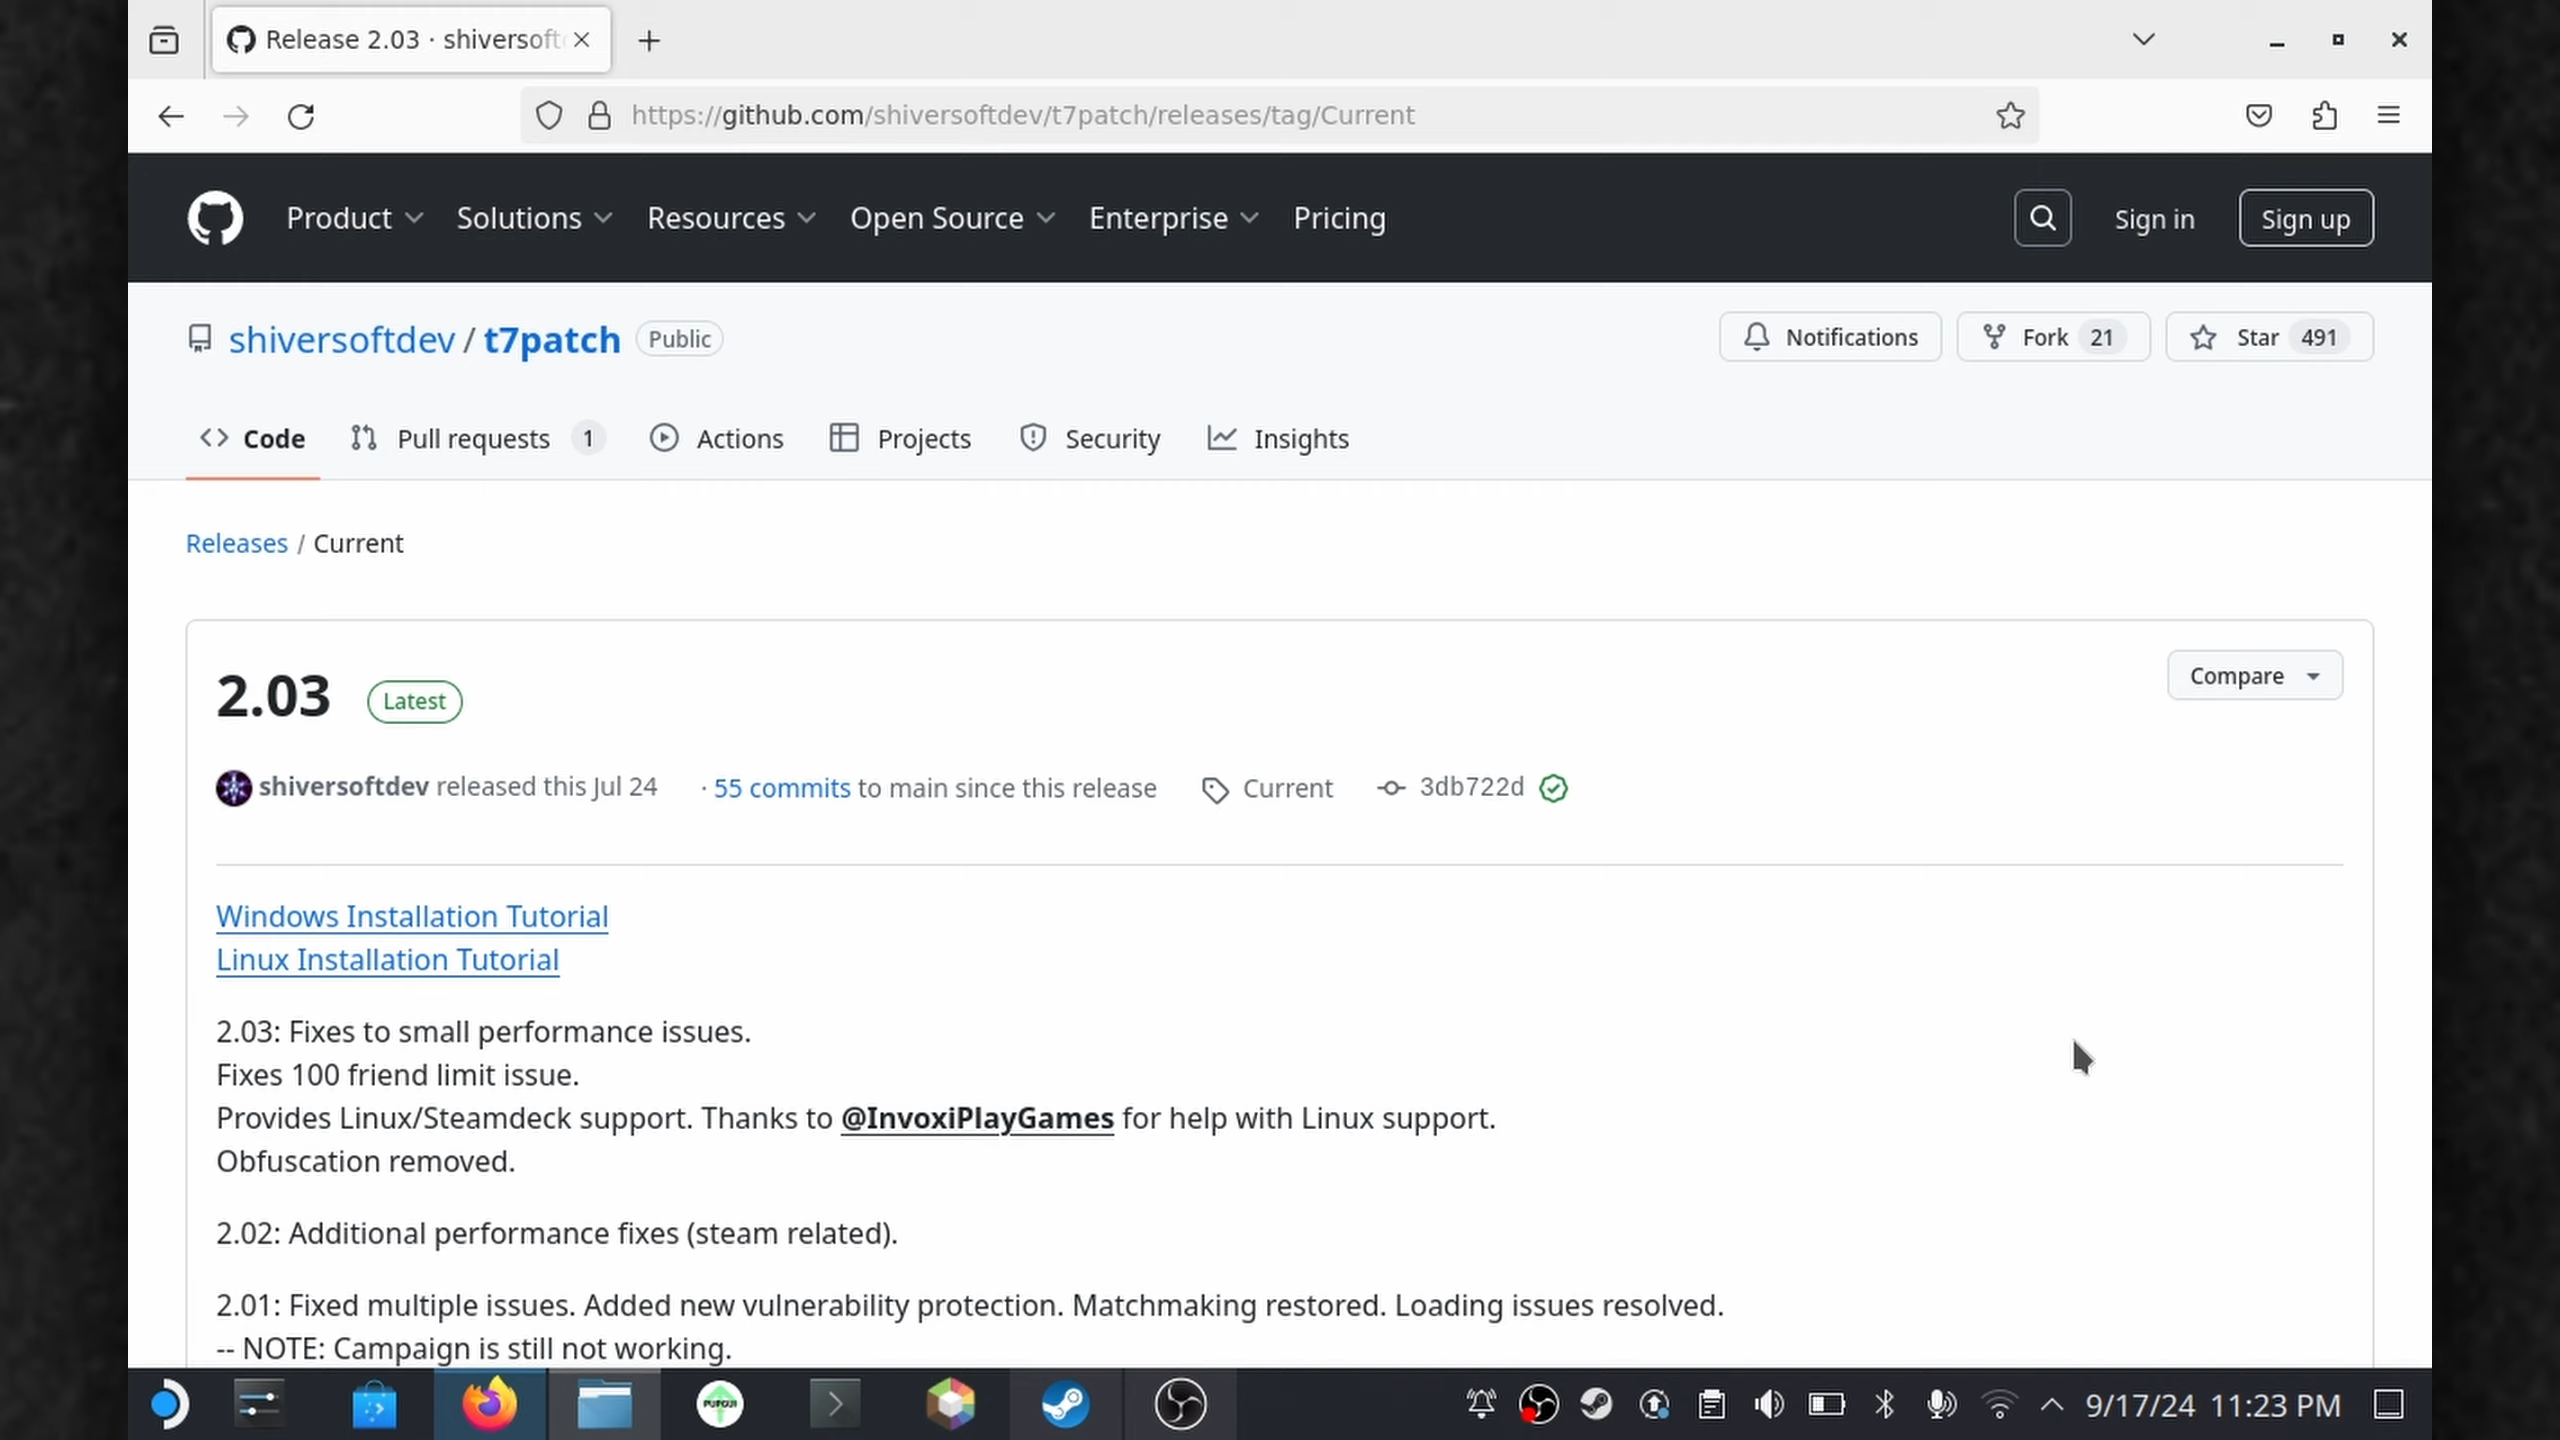 Release 2.03 · shiversoft
https://github.com/shiversoftdev/t7patch/releases/tag/Current
Product Solutions Resources Open Source Enterprise Pricing Sign in Sign up
shiversoftdev / t7patch Public Notifications Fork 21 Star 491
Code Pull requests 1 Actions Projects Security Insights
Releases / Current
2.03 Latest Compare
shiversoftdev released this Jul 24 · 55 commits to main since this release Current 3db722d
Windows Installation Tutorial
Linux Installation Tutorial
2.03: Fixes to small performance issues.
Fixes 100 friend limit issue.
Provides Linux/Steamdeck support. Thanks to @InvoxiPlayGames for help with Linux support.
Obfuscation removed.
2.02: Additional performance fixes (steam related).
2.01: Fixed multiple issues. Added new vulnerability protection. Matchmaking restored. Loading issues resolved.
-- NOTE: Campaign is still not working.
PUPGUI 9/17/24 11:23 PM